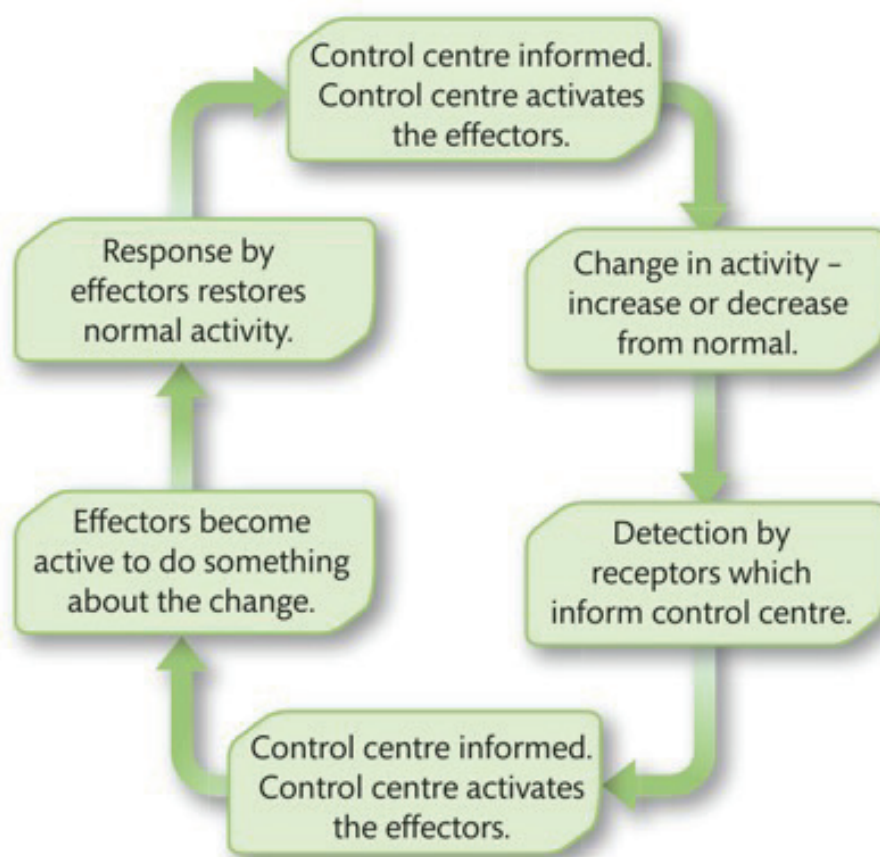 Control centre informed.
Control centre activates
the effectors.
Change in activity –
increase or decrease
from normal.
Detection by
receptors which
inform control centre.
Control centre informed.
Control centre activates
the effectors.
Effectors become
active to do something
about the change.
Response by
effectors restores
normal activity.